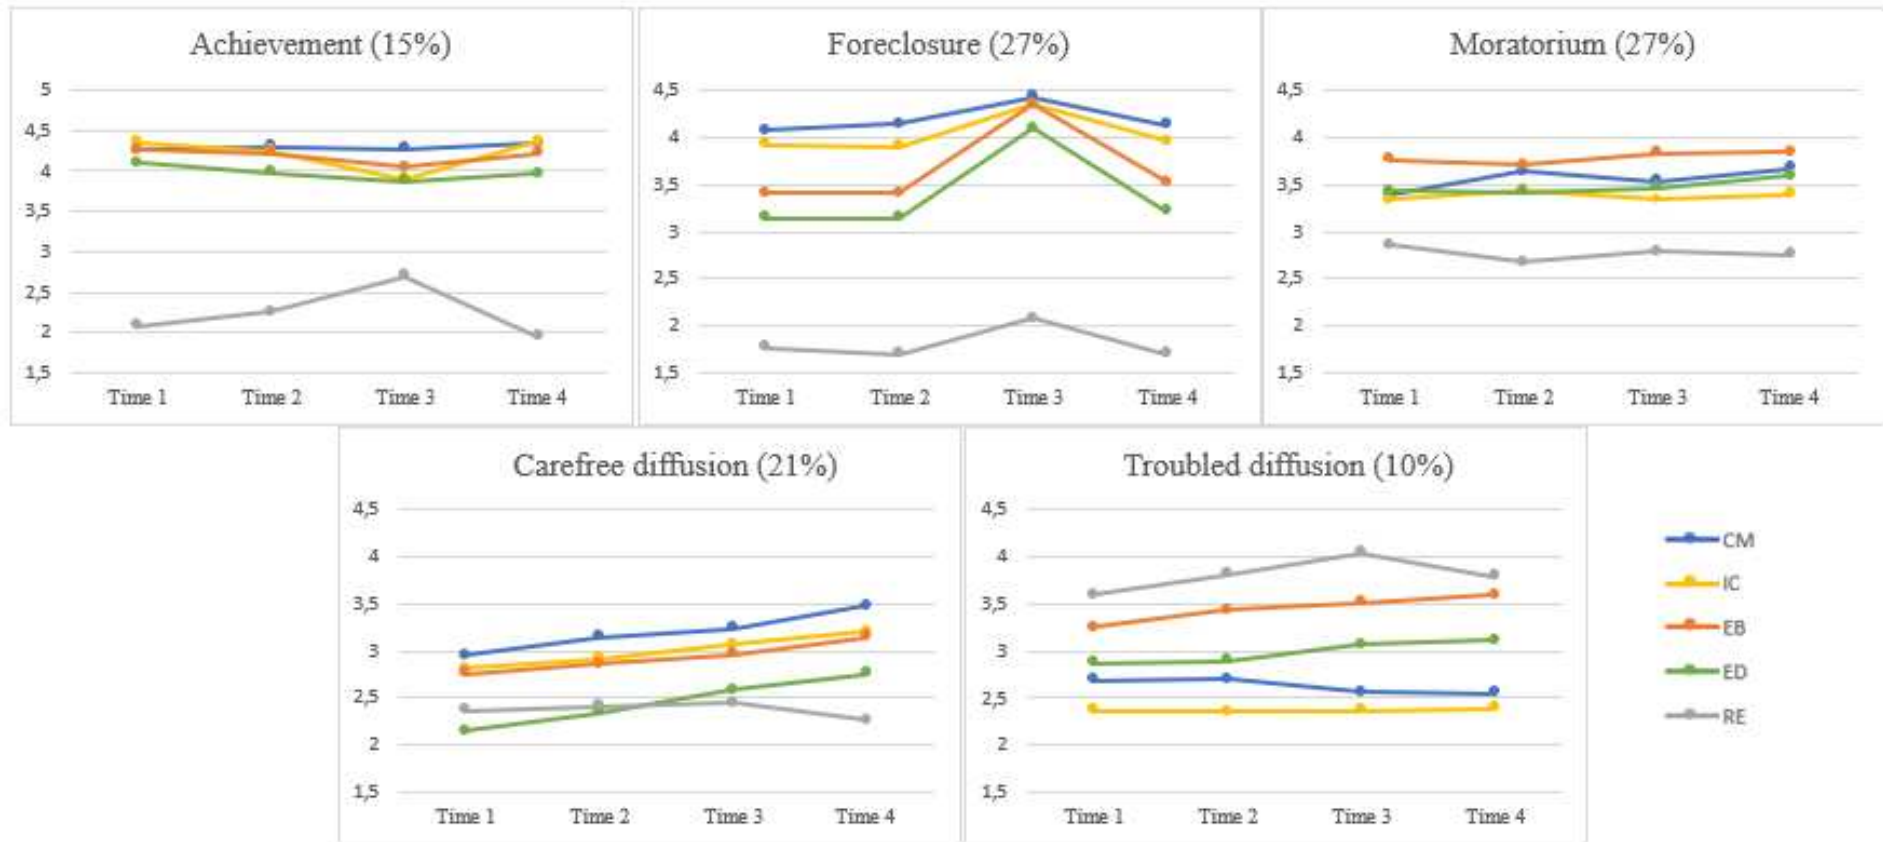 Achievement (15%)
5
4,5
4
3,5
3
2,5
2
1,5
Time 1 Time 2 Time 3 Time 4
Foreclosure (27%)
4,5
4
3,5
3
2,5
2
1,5
Time 1 Time 2 Time 3 Time 4
Moratorium (27%)
4,5
4
3,5
3
2,5
2
1,5
Time 1 Time 2 Time 3 Time 4
Carefree diffusion (21%)
4,5
4
3,5
3
2,5
2
1,5
Time 1 Time 2 Time 3 Time 4
Troubled diffusion (10%)
4,5
4
3,5
3
2,5
2
1,5
Time 1 Time 2 Time 3 Time 4
CM
IC
EB
ED
RE